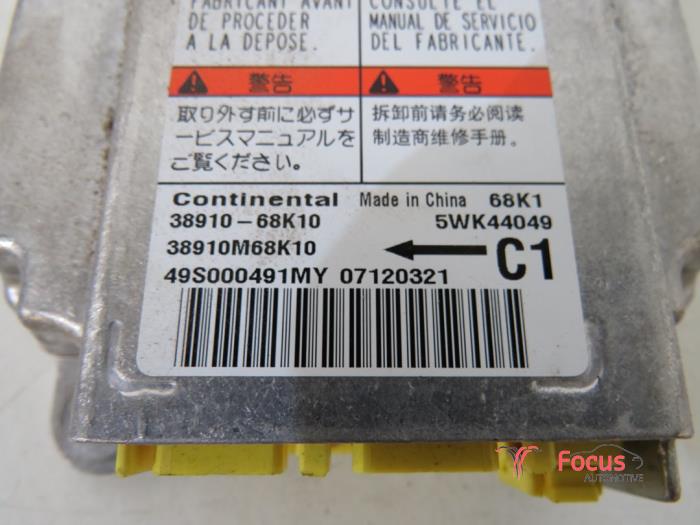 FABRICANT AVANT
DE PROCEDER
A LA DEPOSE.
CONSULTE EL
MANUAL DE SERVICIO
DEL FABRICANTE.
警告
取り外す前に必ずサ
ービスマニュアルを
ご覧ください。
警告
拆卸前请务必阅读
制造商维修手册。
Continental Made in China 68K1
38910-68K10 5WK44049
38910M68K10 C1
49S000491MY 07120321
Focus
AUTOMOTIVE